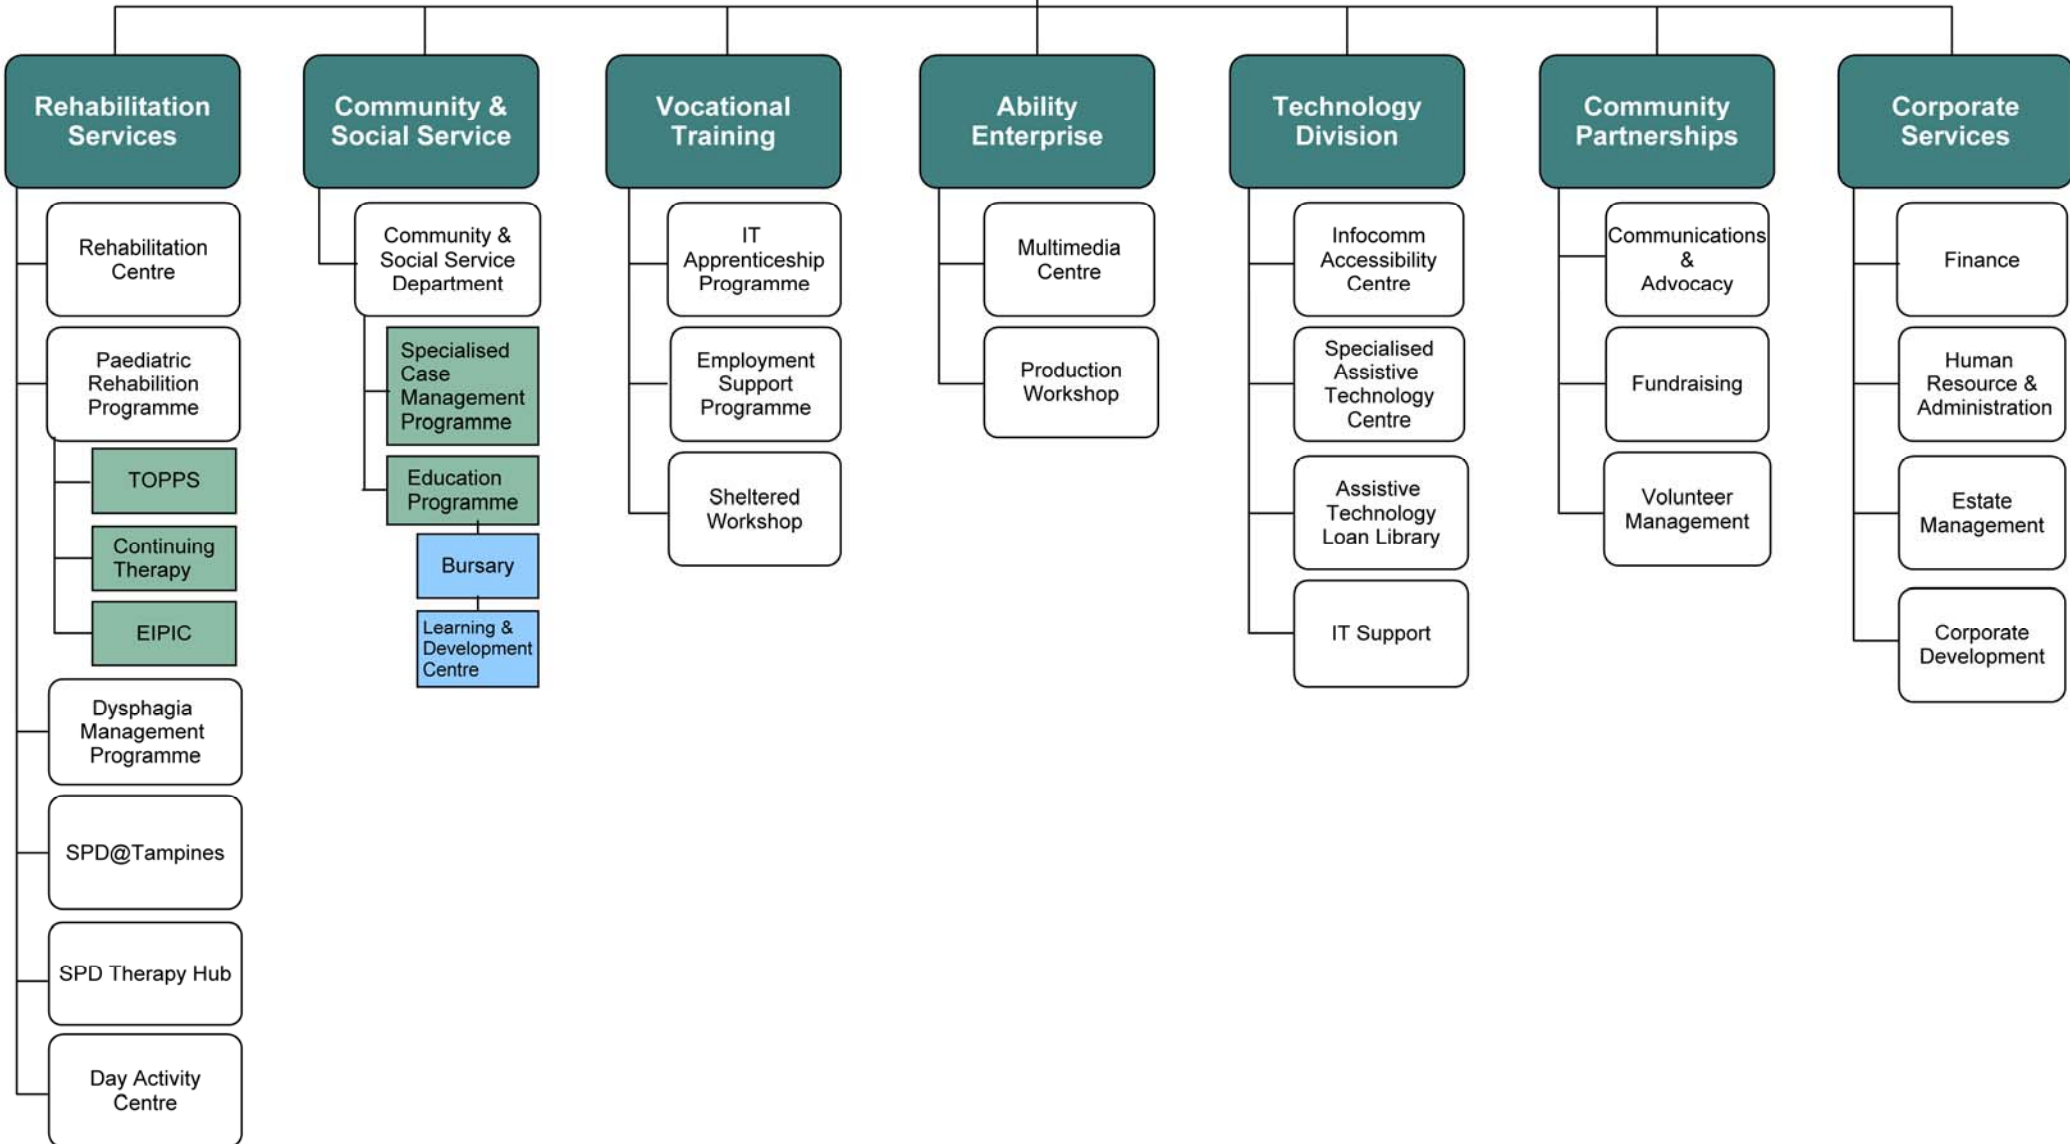 Rehabilitation
Services
Community &
Social Service
Vocational
Training
Ability
Enterprise
Technology
Division
Community
Partnerships
Corporate
Services
Rehabilitation
Centre
Paediatric
Rehabilition
Programme
TOPPS
Continuing
Therapy
EIPIC
Dysphagia
Management
Programme
SPD@Tampines
SPD Therapy Hub
Day Activity
Centre
Community &
Social Service
Department
Specialised
Case
Management
Programme
Education
Programme
Bursary
Learning &
Development
Centre
IT
Apprenticeship
Programme
Employment
Support
Programme
Sheltered
Workshop
Multimedia
Centre
Production
Workshop
Infocomm
Accessibility
Centre
Specialised
Assistive
Technology
Centre
Assistive
Technology
Loan Library
IT Support
Communications
&
Advocacy
Fundraising
Volunteer
Management
Finance
Human
Resource &
Administration
Estate
Management
Corporate
Development